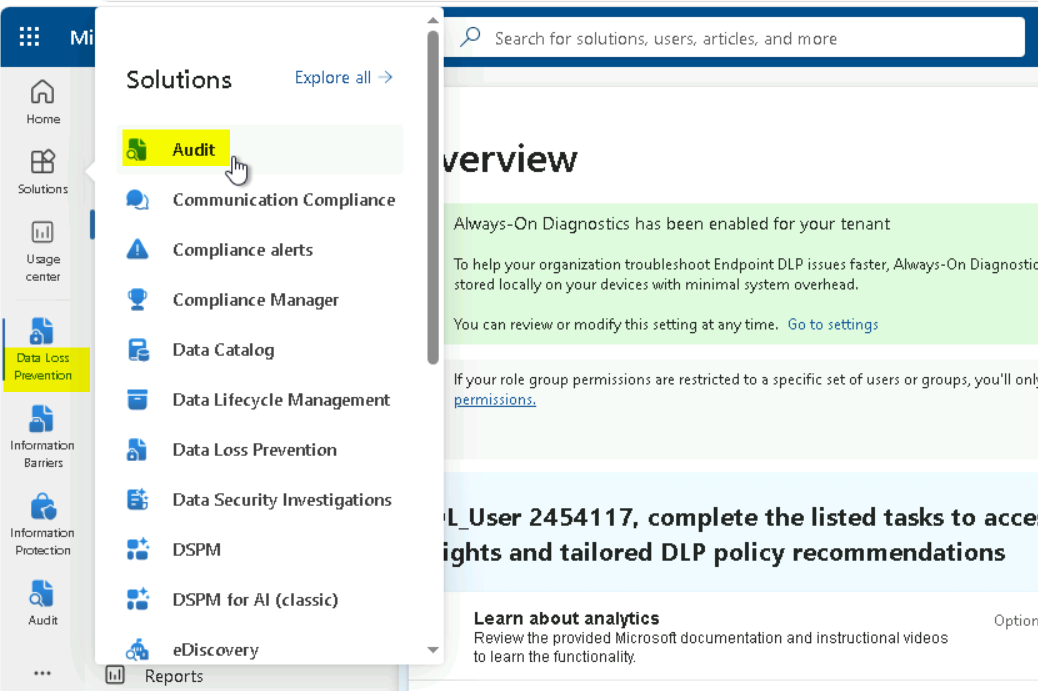 Mi
Search for solutions, users, articles, and more
Home
Solutions
Usage
center
Data Loss
Prevention
Information
Barriers
Information
Protection
Audit
...
Solutions
Explore all →
Audit
Communication Compliance
Compliance alerts
Compliance Manager
Data Catalog
Data Lifecycle Management
Data Loss Prevention
Data Security Investigations
DSPM
DSPM for AI (classic)
eDiscovery
Reports
verview
Always-On Diagnostics has been enabled for your tenant
To help your organization troubleshoot Endpoint DLP issues faster, Always-On Diagnostic
stored locally on your devices with minimal system overhead.
You can review or modify this setting at any time. Go to settings
If your role group permissions are restricted to a specific set of users or groups, you'll only
permissions.
L_User 2454117, complete the listed tasks to acce
ights and tailored DLP policy recommendations
Learn about analytics
Option
Review the provided Microsoft documentation and instructional videos
to learn the functionality.